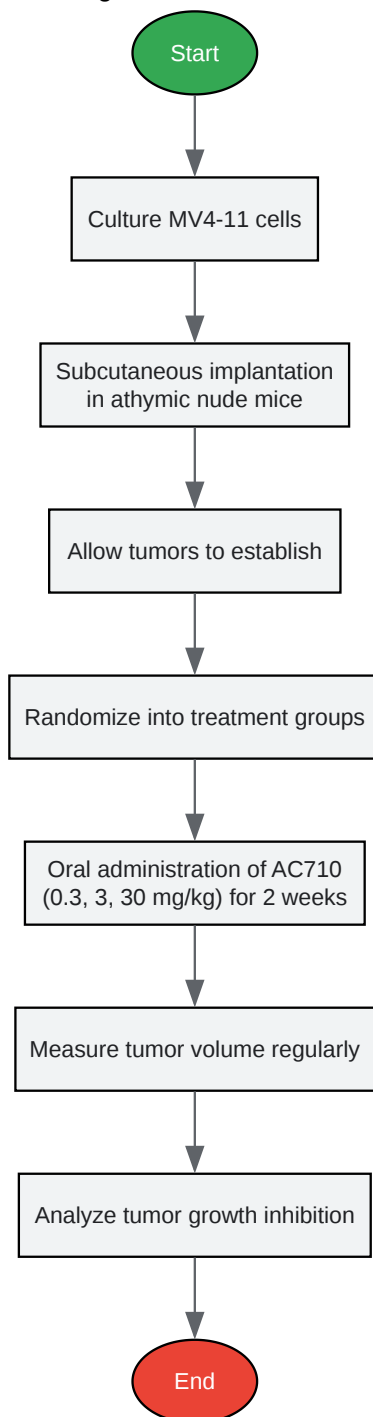 Start
Culture MV4-11 cells
Subcutaneous implantation
in athymic nude mice
Allow tumors to establish
Randomize into treatment groups
Oral administration of AC710
(0.3, 3, 30 mg/kg) for 2 weeks
Measure tumor volume regularly
Analyze tumor growth inhibition
End